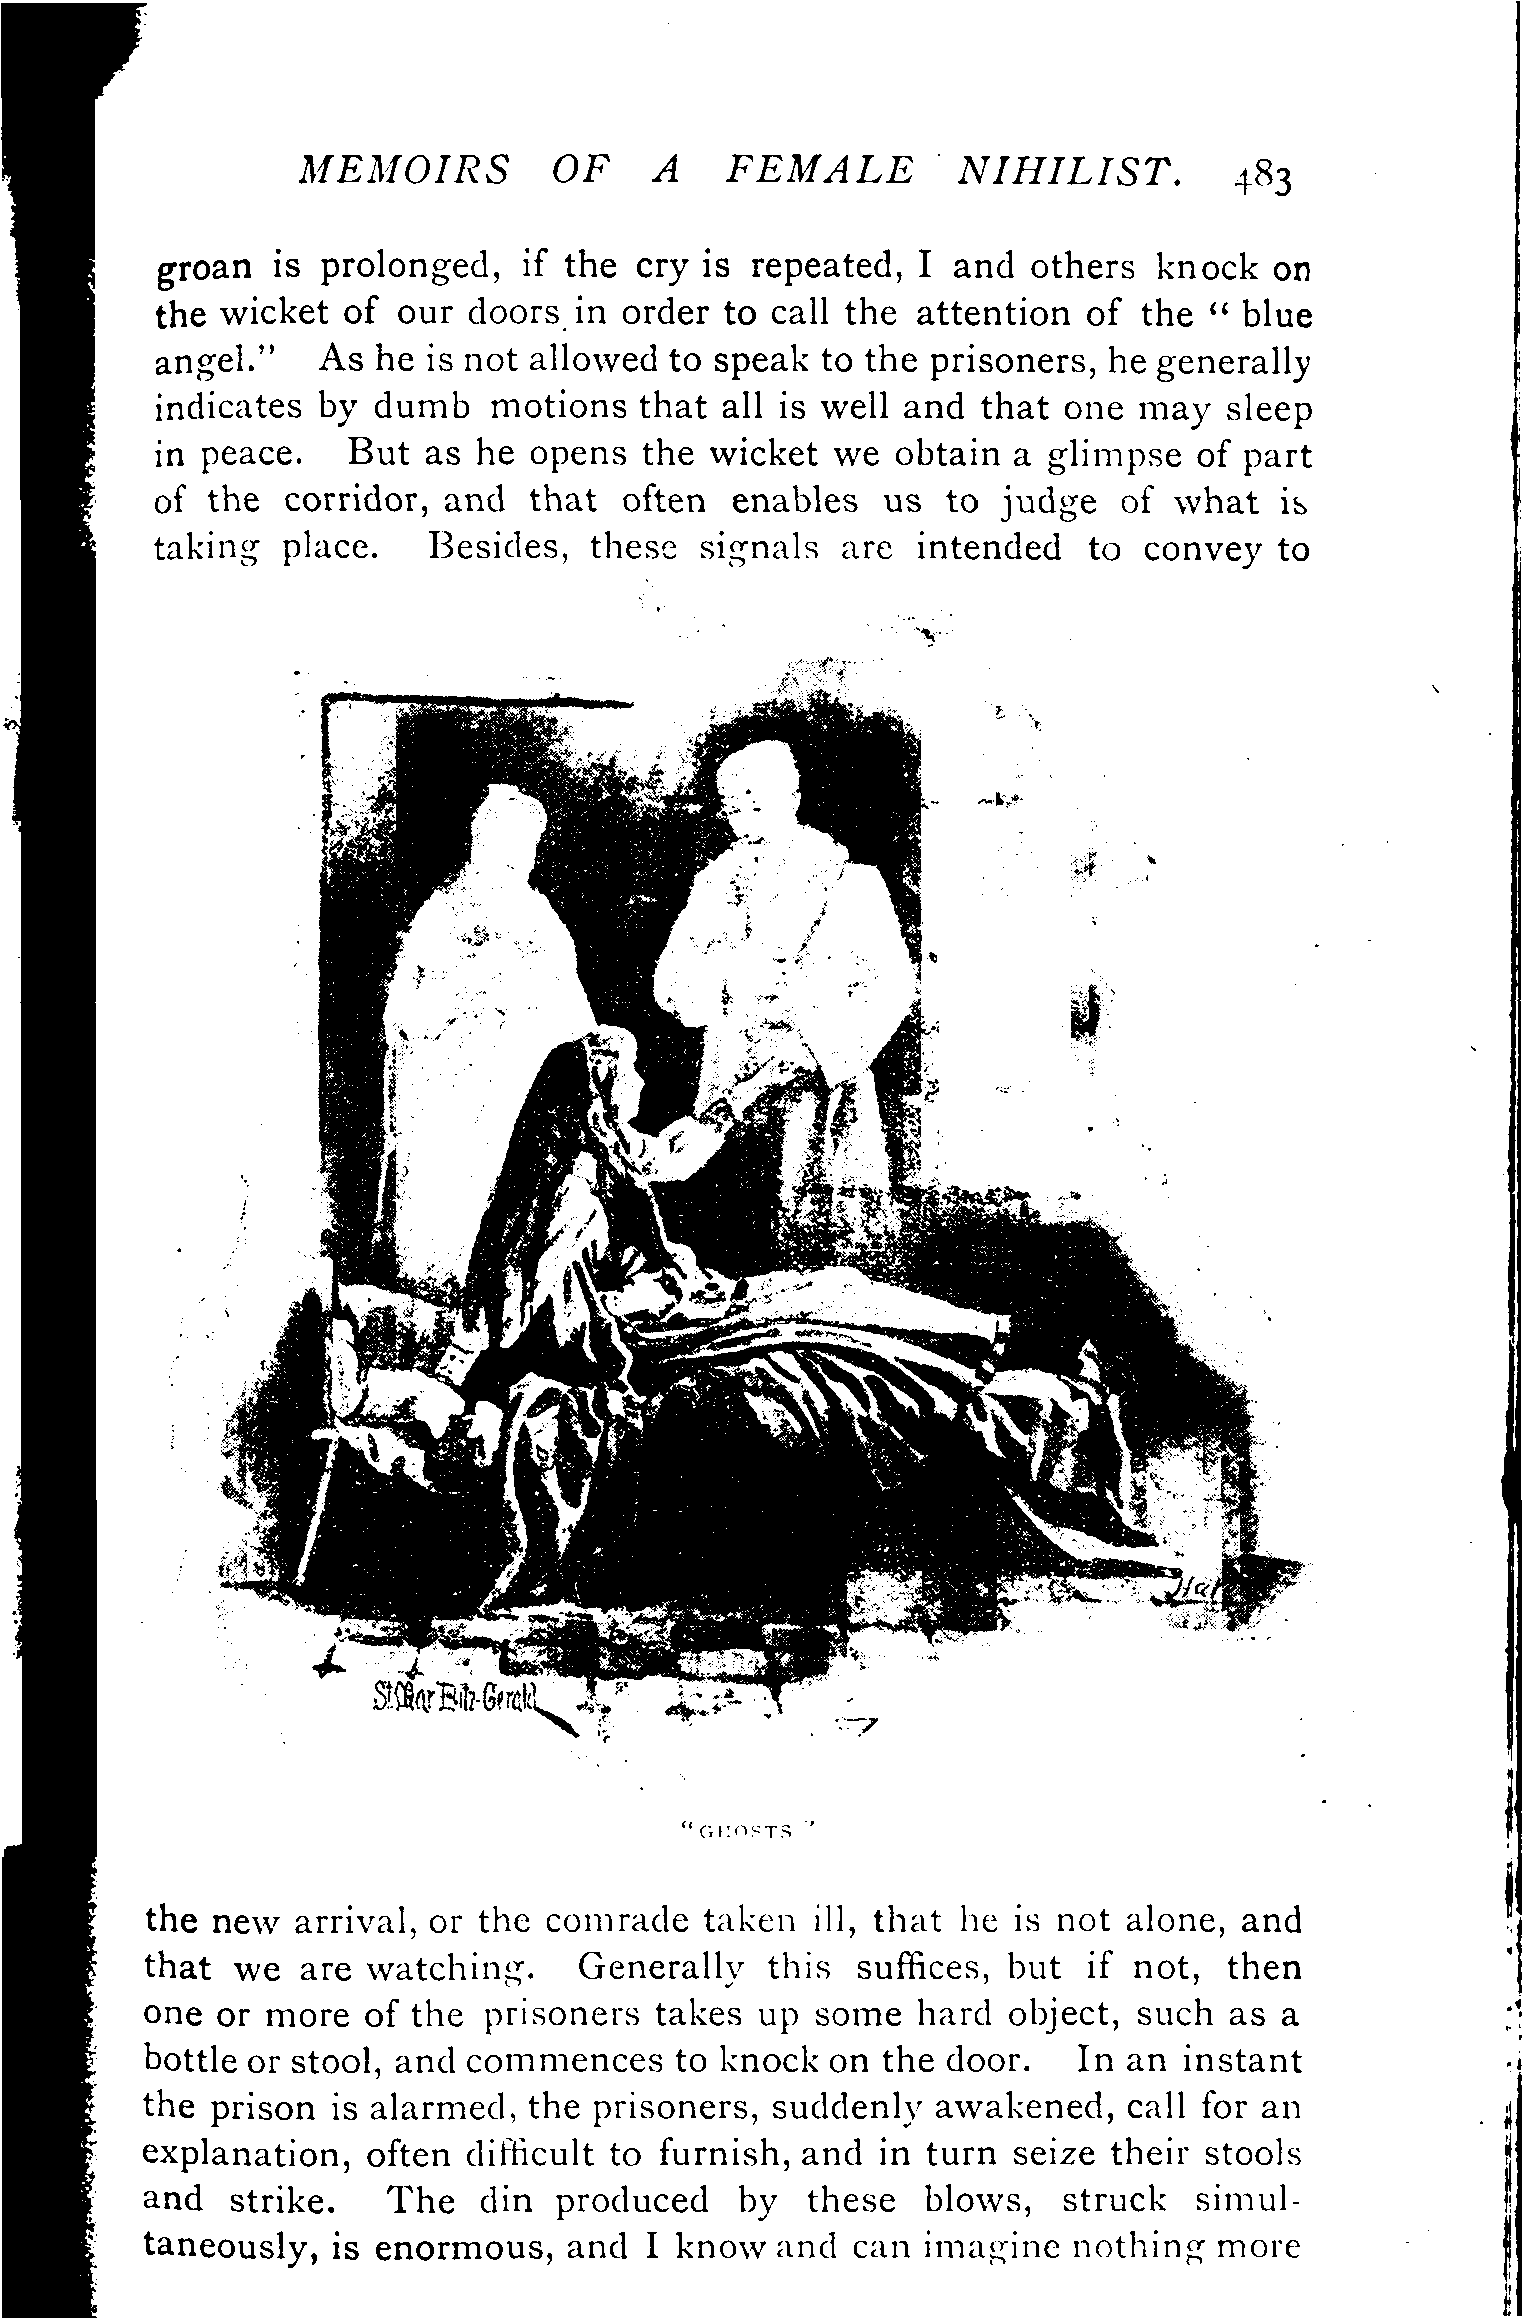 MEMOIRS OF A FEMALE NIHILIST. 483
groan is prolonged, if the cry is repeated, I and others knock on
the wicket of our doors in order to call the attention of the “ blue
angel.” As he is not allowed to speak to the prisoners, he generally
indicates by dumb motions that all is well and that one may sleep
in peace. But as he opens the wicket we obtain a glimpse of part
of the corridor, and that often enables us to judge of what is
taking place. Besides, these signals are intended to convey to
“GHOSTS”
the new arrival, or the comrade taken ill, that he is not alone, and
that we are watching. Generally this suffices, but if not, then
one or more of the prisoners takes up some hard object, such as a
bottle or stool, and commences to knock on the door. In an instant
the prison is alarmed, the prisoners, suddenly awakened, call for an
explanation, often difficult to furnish, and in turn seize their stools
and strike. The din produced by these blows, struck simul-
taneously, is enormous, and I know and can imagine nothing more